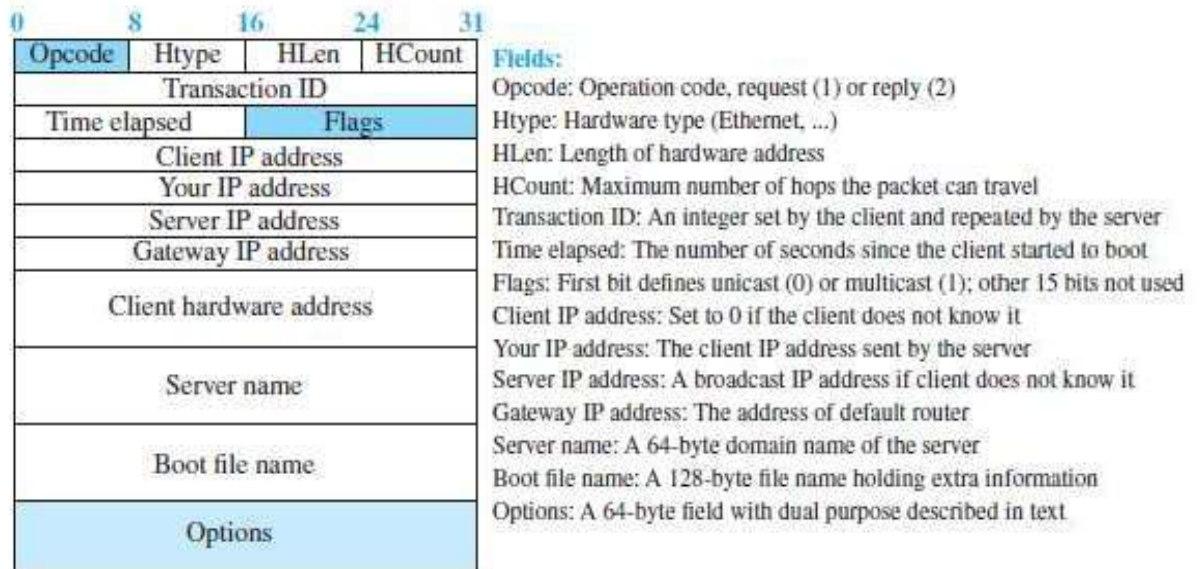 0 8 16 24 31
Opcode Htype HLen HCount
Transaction ID
Time elapsed Flags
Client IP address
Your IP address
Server IP address
Gateway IP address
Client hardware address
Server name
Boot file name
Options
Fields:
Opcode: Operation code, request (1) or reply (2)
Htype: Hardware type (Ethernet, ...)
HLen: Length of hardware address
HCount: Maximum number of hops the packet can travel
Transaction ID: An integer set by the client and repeated by the server
Time elapsed: The number of seconds since the client started to boot
Flags: First bit defines unicast (0) or multicast (1); other 15 bits not used
Client IP address: Set to 0 if the client does not know it
Your IP address: The client IP address sent by the server
Server IP address: A broadcast IP address if client does not know it
Gateway IP address: The address of default router
Server name: A 64-byte domain name of the server
Boot file name: A 128-byte file name holding extra information
Options: A 64-byte field with dual purpose described in text